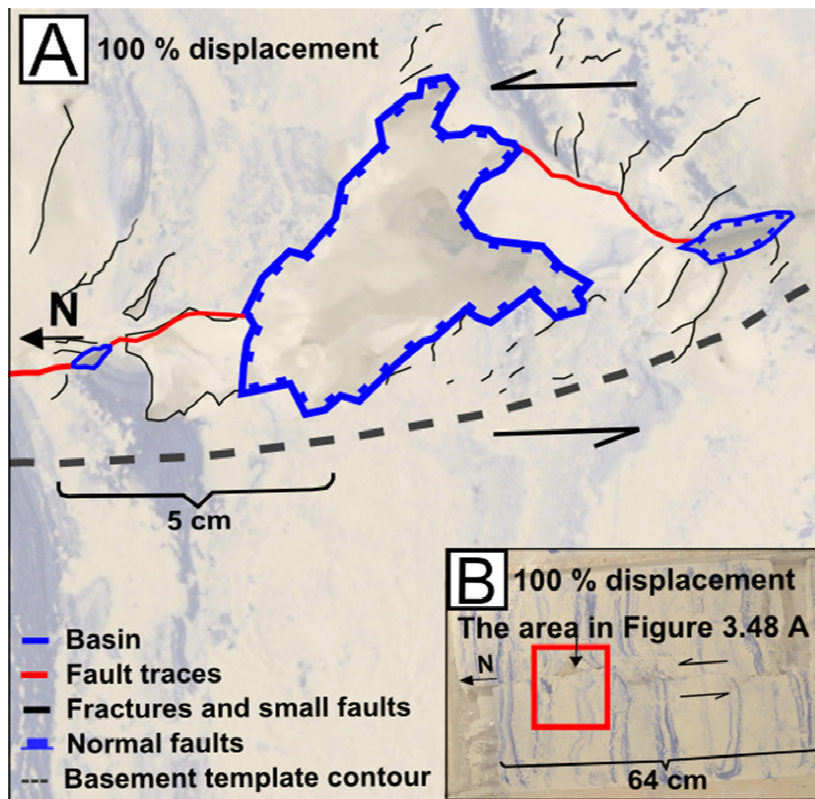 A 100 % displacement
N
5 cm
B 100 % displacement
The area in Figure 3.48 A
N
64 cm
Basin
Fault traces
Fractures and small faults
Normal faults
Basement template contour